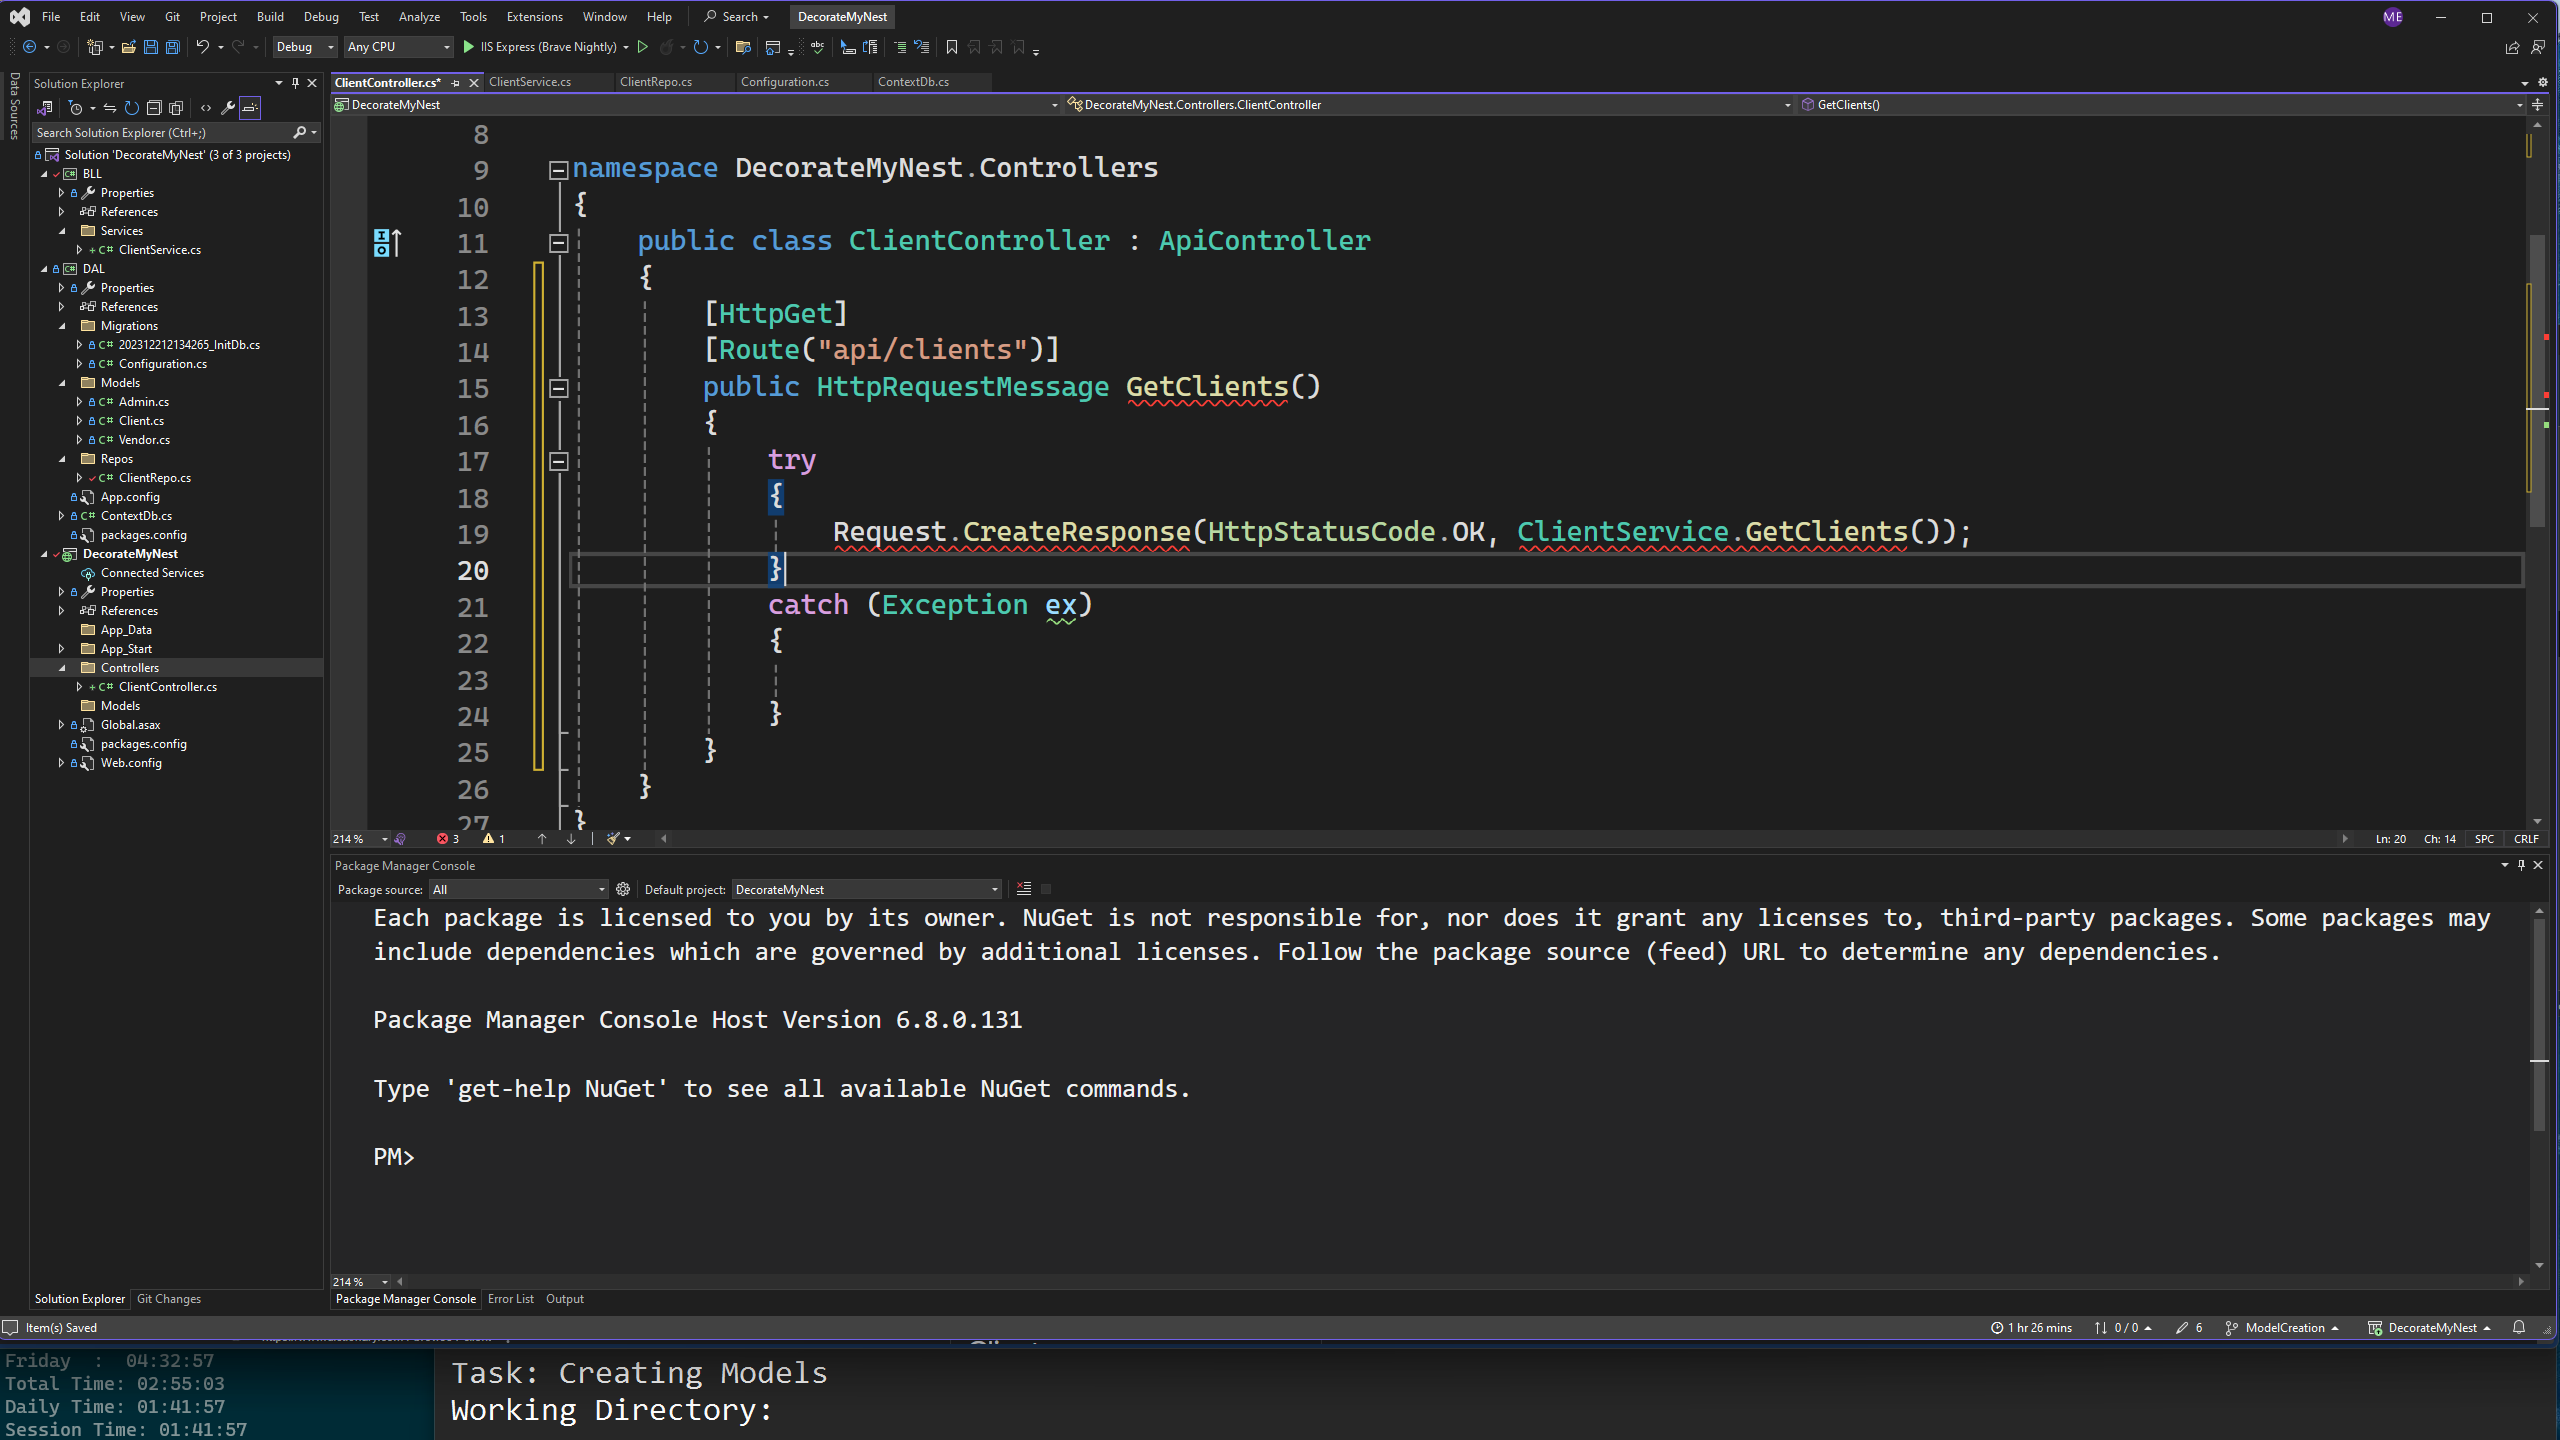 File Edit View Git Project Build Debug Test Analyze Tools Extensions Window Help Search DecorateMyNest ME
Debug Any CPU IIS Express (Brave Nightly)
Data Sources
Solution Explorer
Search Solution Explorer (Ctrl+;)
Solution 'DecorateMyNest' (3 of 3 projects)
BLL
Properties
References
Services
C# ClientService.cs
DAL
Properties
References
Migrations
C# 202312212134265_InitDb.cs
C# Configuration.cs
Models
C# Admin.cs
C# Client.cs
C# Vendor.cs
Repos
C# ClientRepo.cs
App.config
C# ContextDb.cs
packages.config
DecorateMyNest
Connected Services
Properties
References
App_Data
App_Start
Controllers
C# ClientController.cs
Models
Global.asax
packages.config
Web.config
Solution Explorer Git Changes
ClientController.cs* ClientService.cs ClientRepo.cs Configuration.cs ContextDb.cs
DecorateMyNest DecorateMyNest.Controllers.ClientController GetClients()
8
9 namespace DecorateMyNest.Controllers
10 {
11 public class ClientController : ApiController
12 {
13 [HttpGet]
14 [Route("api/clients")]
15 public HttpRequestMessage GetClients()
16 {
17 try
18 {
19 Request.CreateResponse(HttpStatusCode.OK, ClientService.GetClients());
20 }
21 catch (Exception ex)
22 {
23
24 }
25 }
26 }
27 }
214 % 3 1 Ln: 20 Ch: 14 SPC CRLF
Package Manager Console
Package source: All Default project: DecorateMyNest
Each package is licensed to you by its owner. NuGet is not responsible for, nor does it grant any licenses to, third-party packages. Some packages may
include dependencies which are governed by additional licenses. Follow the package source (feed) URL to determine any dependencies.
Package Manager Console Host Version 6.8.0.131
Type 'get-help NuGet' to see all available NuGet commands.
PM>
214 %
Package Manager Console Error List Output
Item(s) Saved 1 hr 26 mins 0 / 0 6 ModelCreation DecorateMyNest
Friday : 04:32:57
Total Time: 02:55:03
Daily Time: 01:41:57
Session Time: 01:41:57
Task: Creating Models
Working Directory: